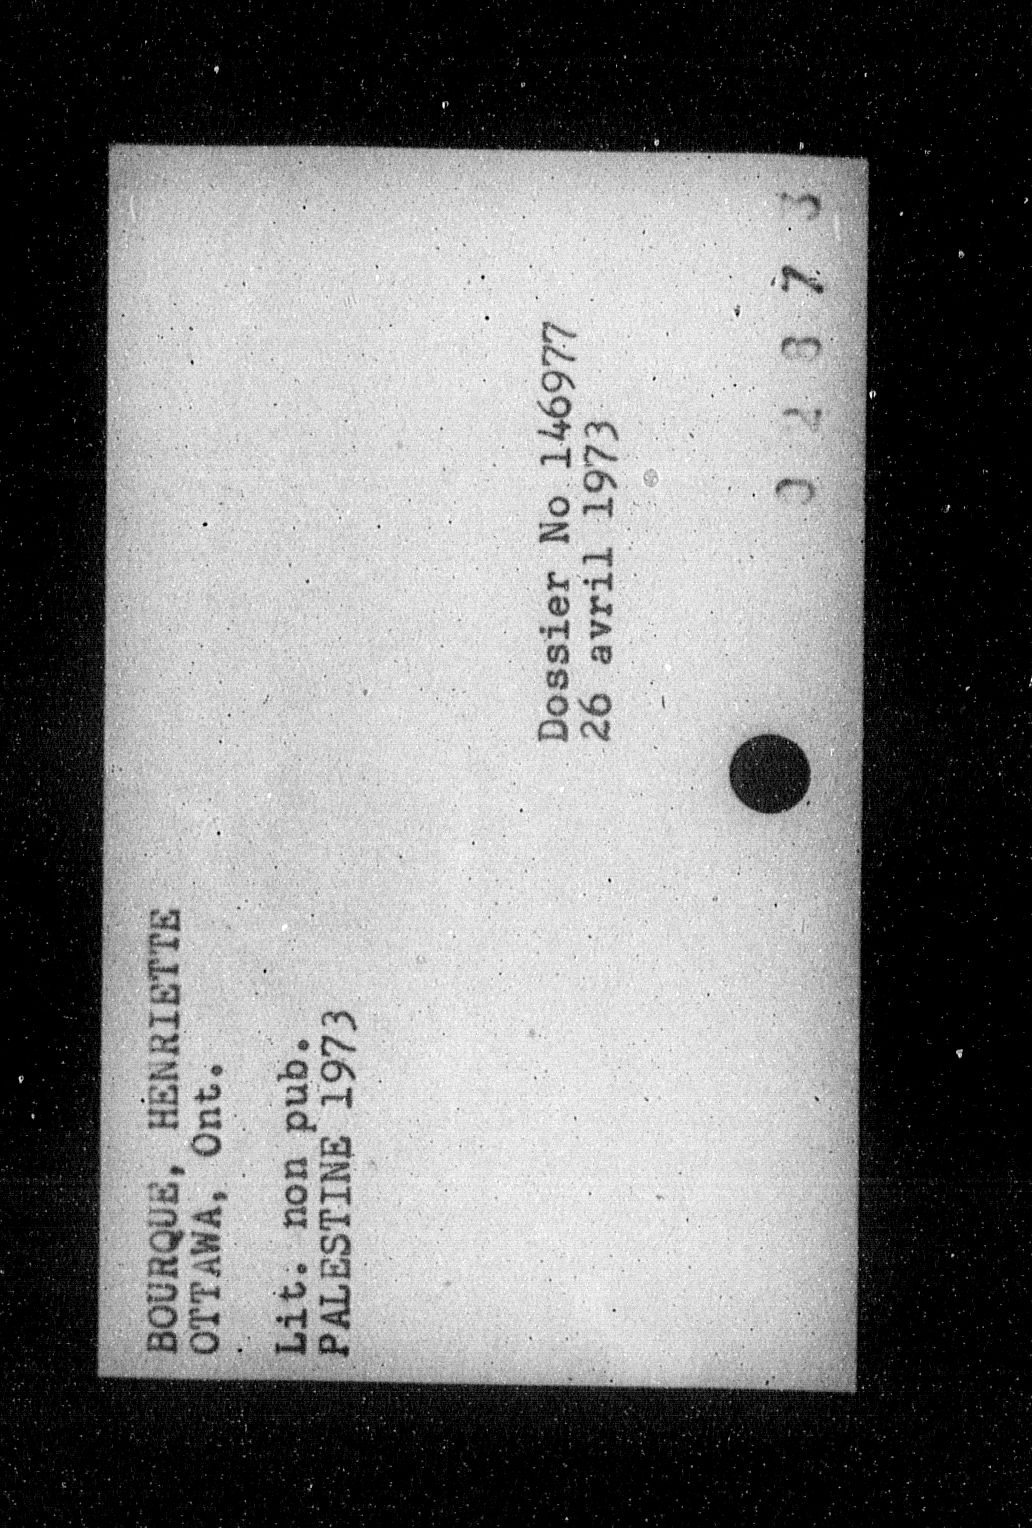 BOURQUE, HENRIETTE
OTTAWA, Ont.
Lit. non pub.
PALESTINE 1973
Dossier No 146977
26 avril 1973